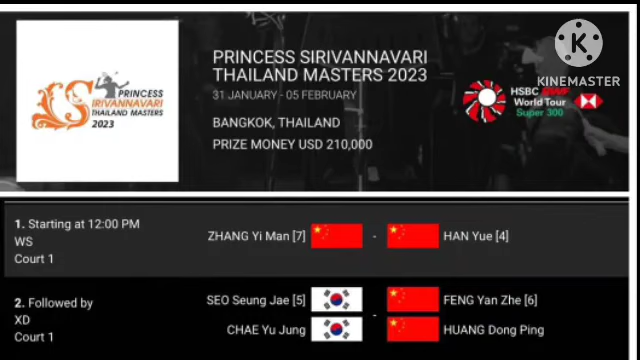 PRINCESS SIRIVANNAVARI
THAILAND MASTERS 2023
31 JANUARY - 05 FEBRUARY
BANGKOK, THAILAND
PRIZE MONEY USD 210,000
PRINCESS
SIRIVANNAVARI
THAILAND MASTERS
2023
HSBC BWF
World Tour
Super 300
K
KINEMASTER
1. Starting at 12:00 PM
WS
Court 1
ZHANG Yi Man [7] - HAN Yue [4]
2. Followed by
XD
Court 1
SEO Seung Jae [5] - FENG Yan Zhe [6]
CHAE Yu Jung HUANG Dong Ping